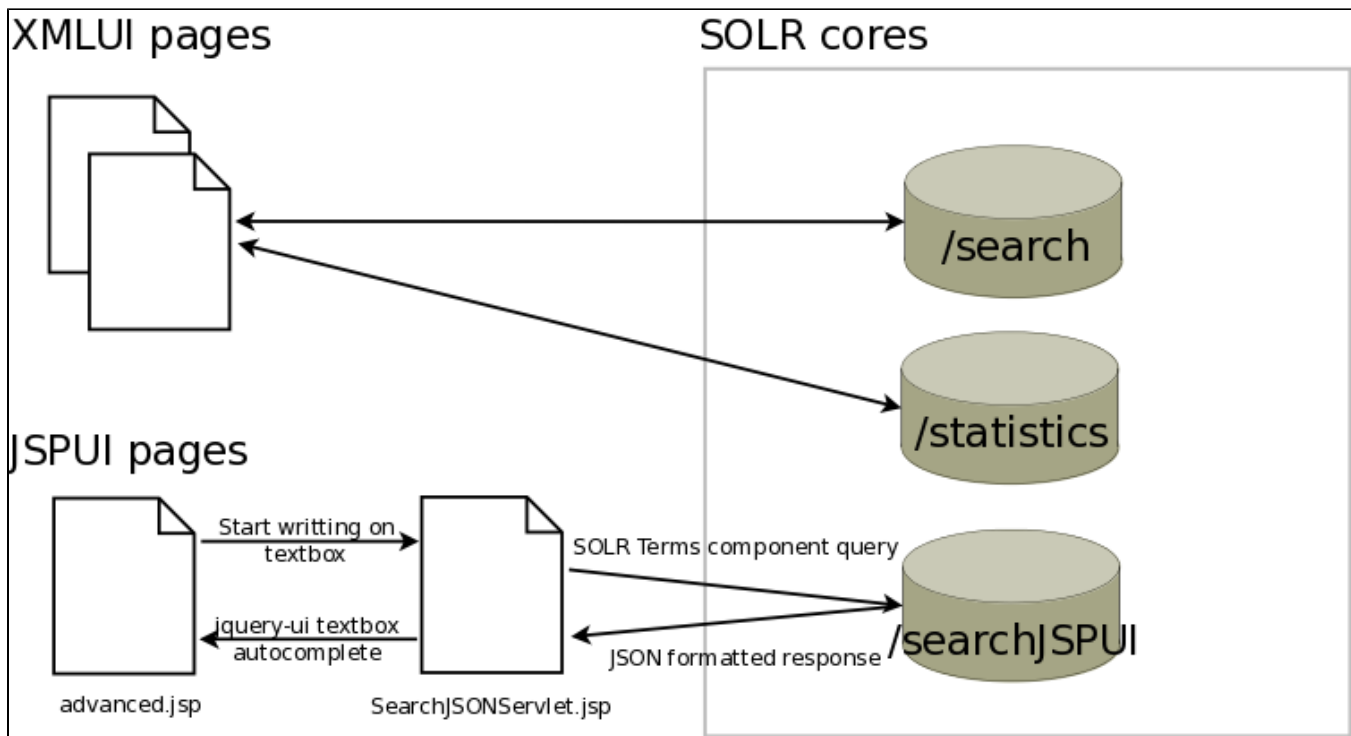 XMLUI pages
SOLR cores
/search
/statistics
JSPUI pages
Start writting on
textbox
SOLR Terms component query
jquery-ui textbox
autocomplete
/searchJSPUI
JSON formatted response
advanced.jsp
SearchJSONServlet.jsp